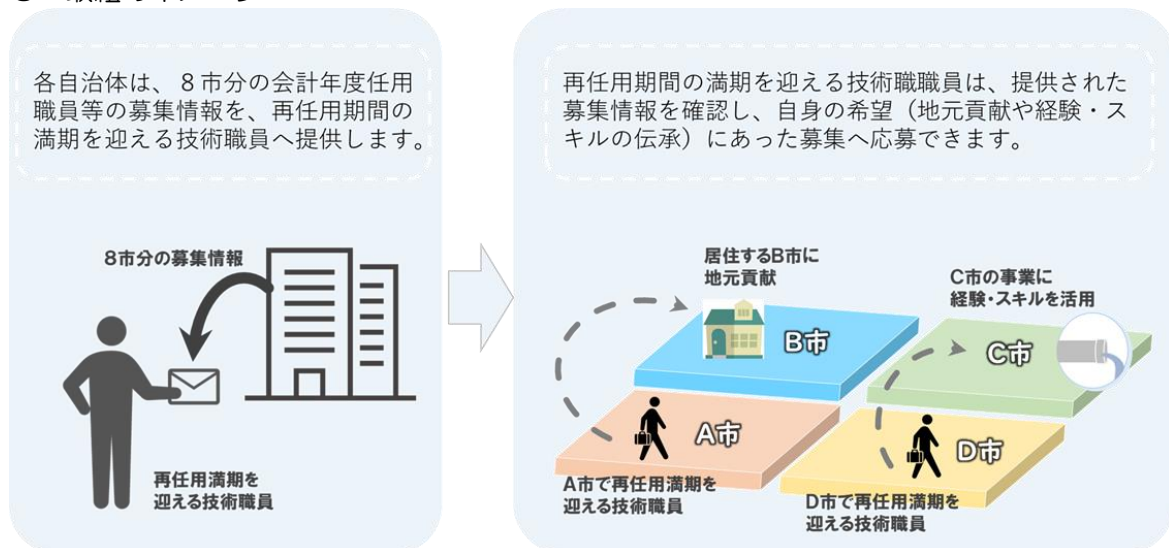 各自治体は、８市分の会計年度任用
職員等の募集情報を、再任用期間の
満期を迎える技術職員へ提供します。
8市分の募集情報
再任用満期を
迎える技術職員
再任用期間の満期を迎える技術職職員は、提供された
募集情報を確認し、自身の希望（地元貢献や経験・ス
キルの伝承）にあった募集へ応募できます。
居住するB市に
地元貢献
C市の事業に
経験・スキルを活用
B市
C市
A市
D市
A市で再任用満期を
迎える技術職員
D市で再任用満期を
迎える技術職員